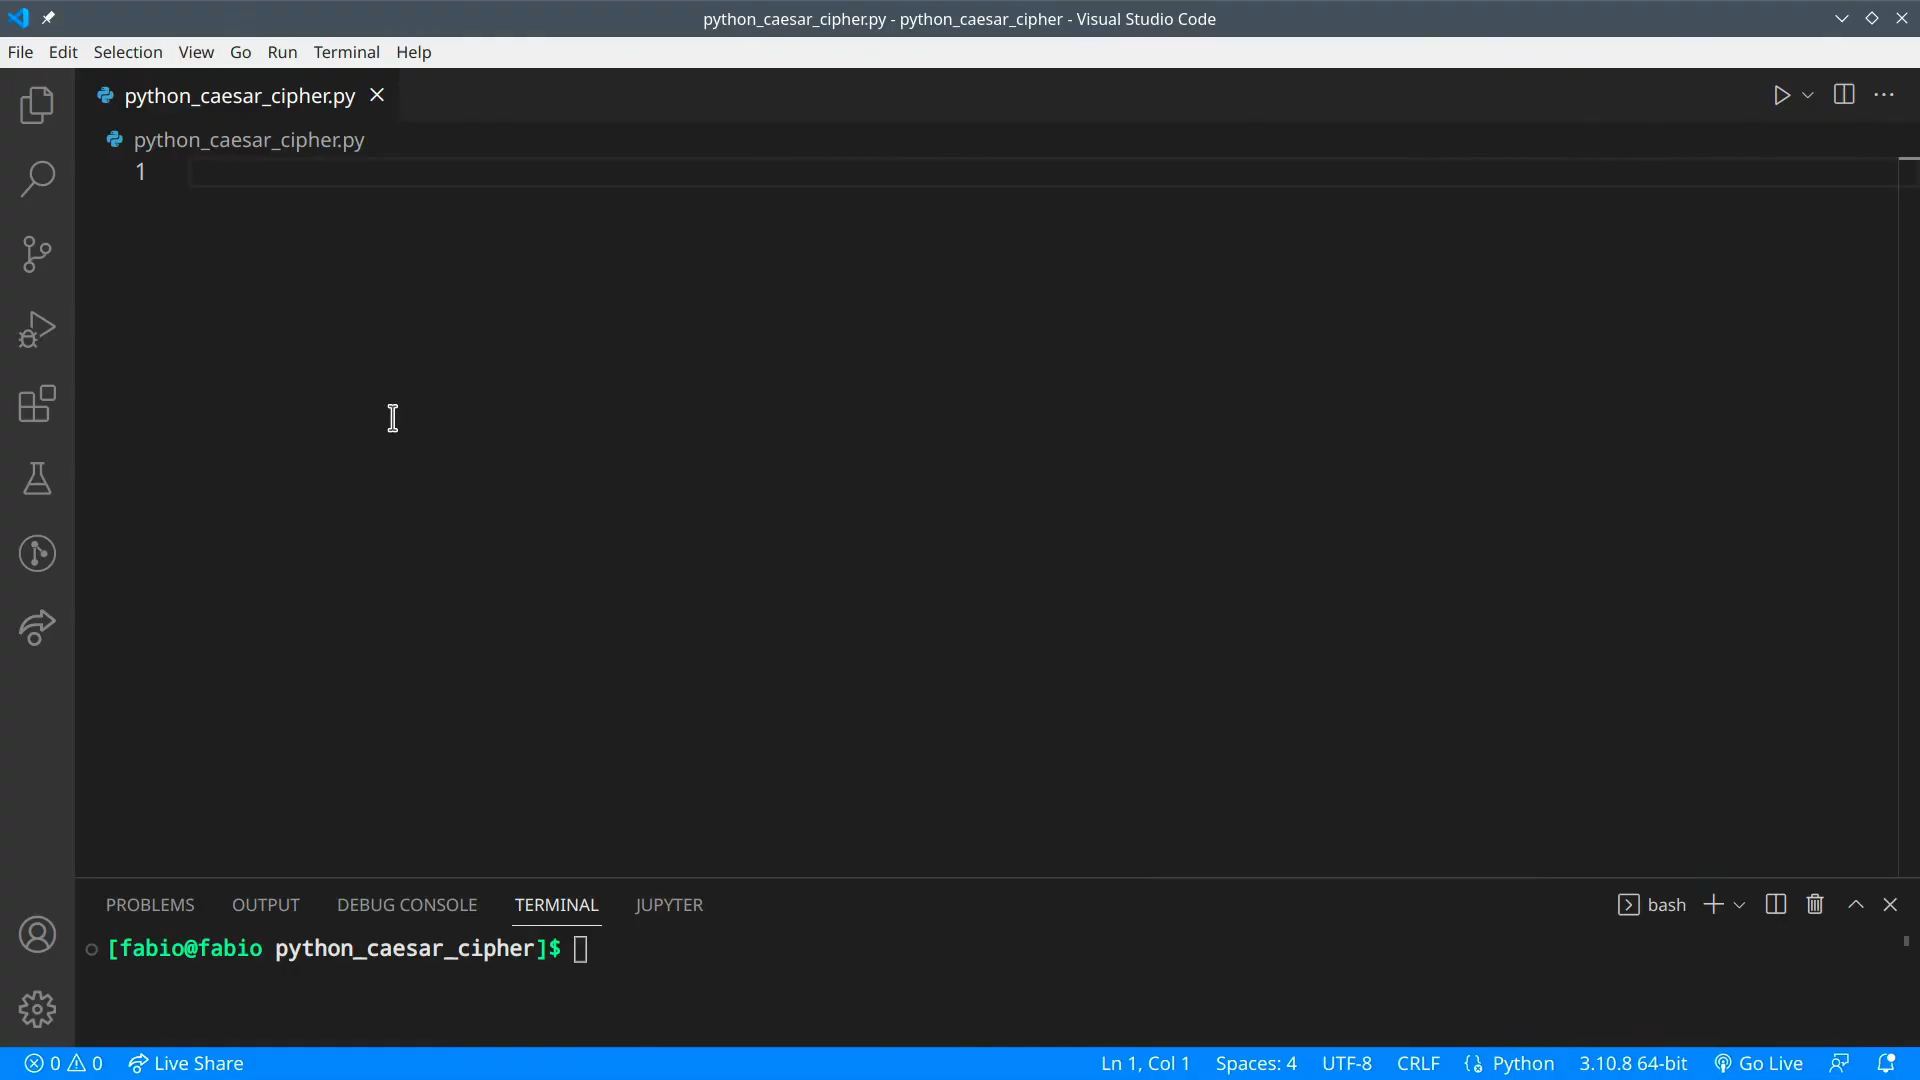 python_caesar_cipher.py - python_caesar_cipher - Visual Studio Code
File Edit Selection View Go Run Terminal Help
python_caesar_cipher.py
python_caesar_cipher.py
1
PROBLEMS OUTPUT DEBUG CONSOLE TERMINAL JUPYTER bash
[fabio@fabio python_caesar_cipher]$
0 0 Live Share Ln 1, Col 1 Spaces: 4 UTF-8 CRLF Python 3.10.8 64-bit Go Live